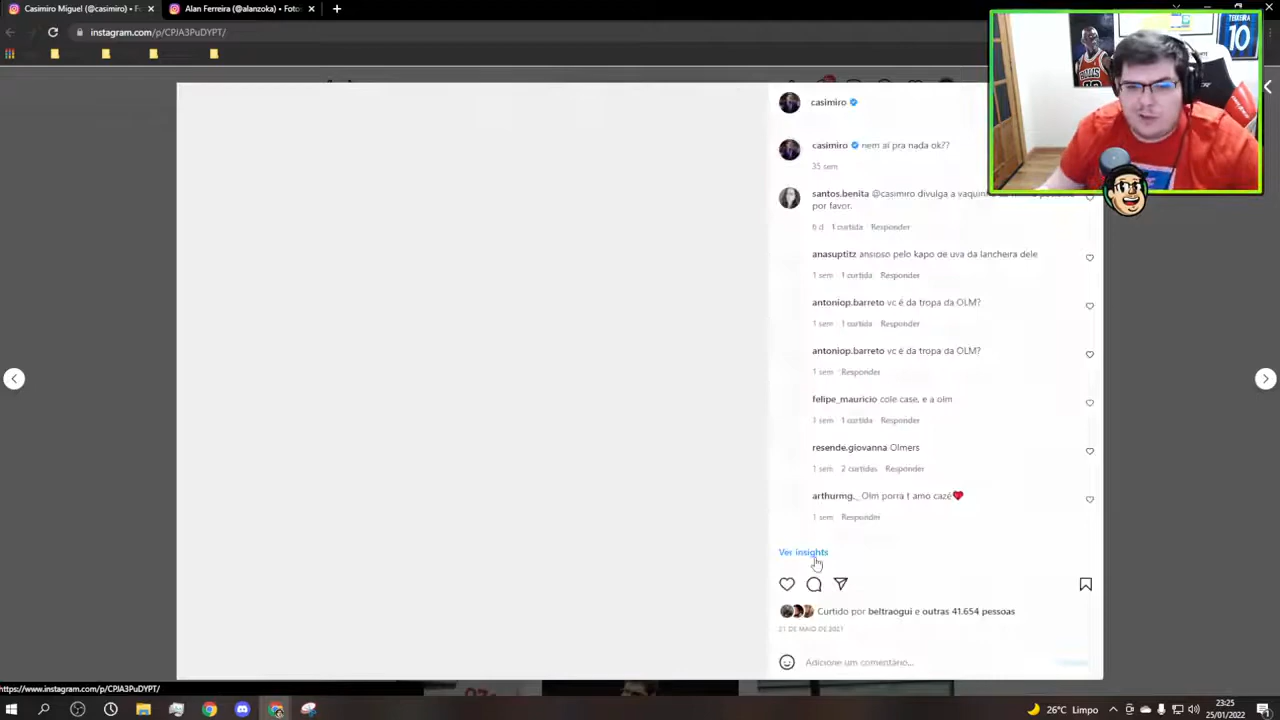 Casimiro Miguel (@casimiro) • F
Alan Ferreira (@alanzoka) • Foto
instagram.com/p/CPJA3PuDYPT/
TEIXEIRA
10
casimiro
casimiro nem aí pra nada ok??
35 sem
santos.benita @casimiro divulga a
por favor.
6 d 1 curtida Responder
anasuptitz ansioso pelo kapo de uva da lancheira dele
1 sem 1 curtida Responder
antoniop.barreto vc é da tropa da OLM?
1 sem 1 curtida Responder
antoniop.barreto vc é da tropa da OLM?
1 sem Responder
felipe_mauricio cole case, e a olm
1 sem 1 curtida Responder
resende.giovanna Olmers
1 sem 2 curtidas Responder
arthurmg._ Olm porra t amo cazé
1 sem Responder
Ver insights
Curtido por beltraogui e outras 41.654 pessoas
21 DE MAIO DE 2021
Adicione um comentário...
https://www.instagram.com/p/CPJA3PuDYPT/
26°C Limpo
23:25
25/01/2022